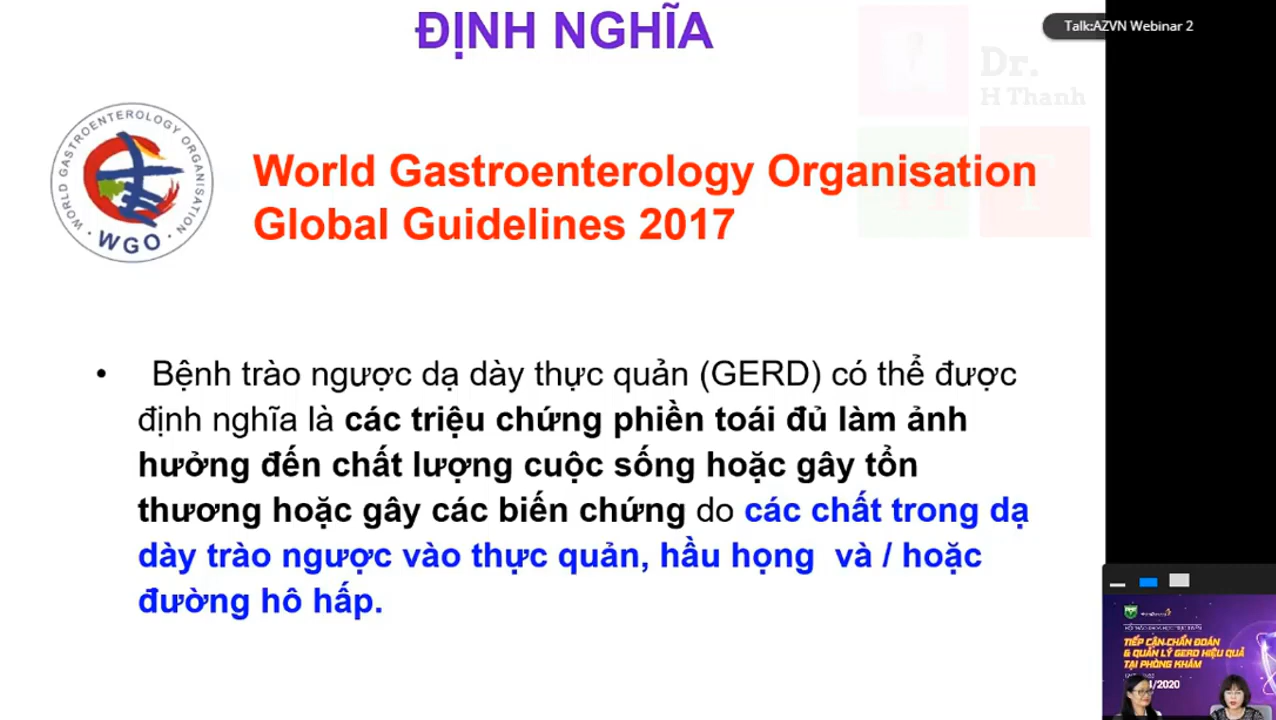 ĐỊNH NGHĨA
Talk:AZVN Webinar 2
Dr.
H Thanh
WORLD GASTROENTEROLOGY ORGANISATION
WGO
World Gastroenterology Organisation
Global Guidelines 2017
T
• Bệnh trào ngược dạ dày thực quản (GERD) có thể được
định nghĩa là các triệu chứng phiền toái đủ làm ảnh
hưởng đến chất lượng cuộc sống hoặc gây tổn
thương hoặc gây các biến chứng do các chất trong dạ
dày trào ngược vào thực quản, hầu họng và / hoặc
đường hô hấp.
TIẾP CẬN CHẨN ĐOÁN
& QUẢN LÝ GERD HIỆU QUẢ
TẠI PHÒNG KHÁM
/2020